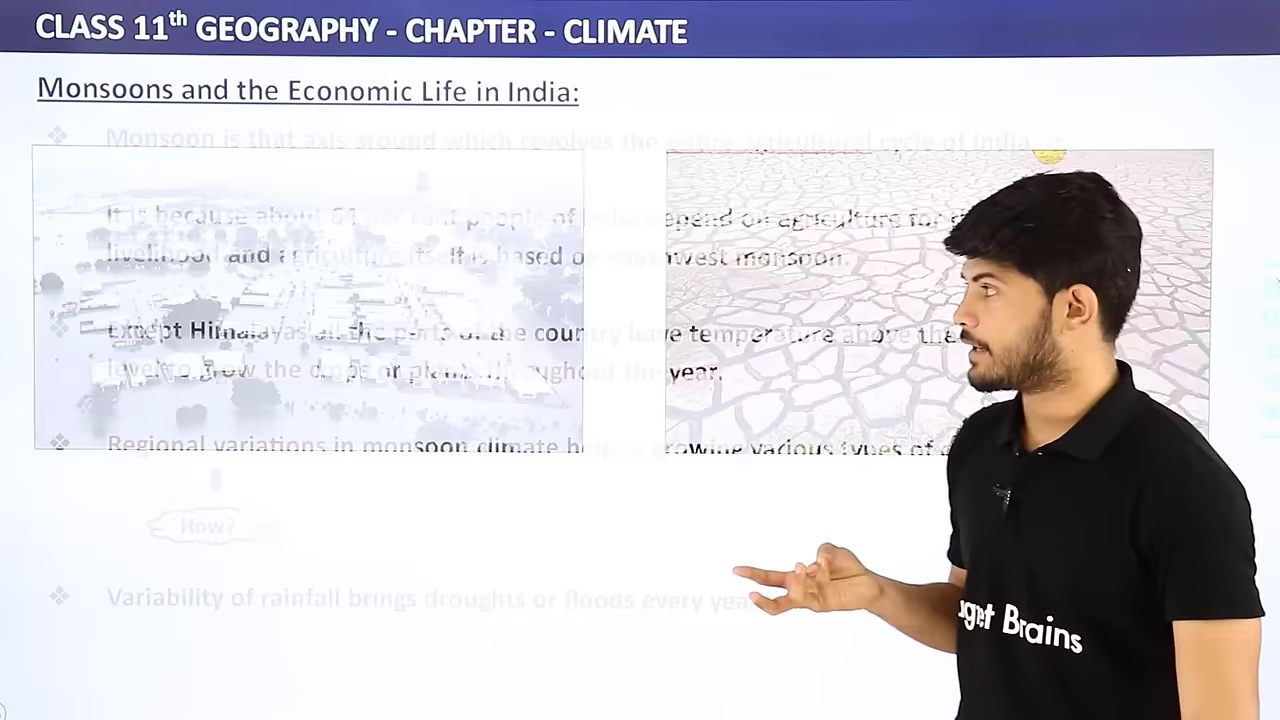 CLASS 11th GEOGRAPHY - CHAPTER - CLIMATE
Monsoons and the Economic Life in India:
Monsoon is that axis around which revolves the entire agricultural cycle of India
It is because about 64 per cent people of India depend on agriculture for
livelihood and agriculture itself is based on southwest monsoon.
Except Himalayas all the parts of the country have temperature above the
level to grow the crops or plants throughout the year.
Regional variations in monsoon climate help in growing various types of
How?
Variability of rainfall brings droughts or floods every year
Brains